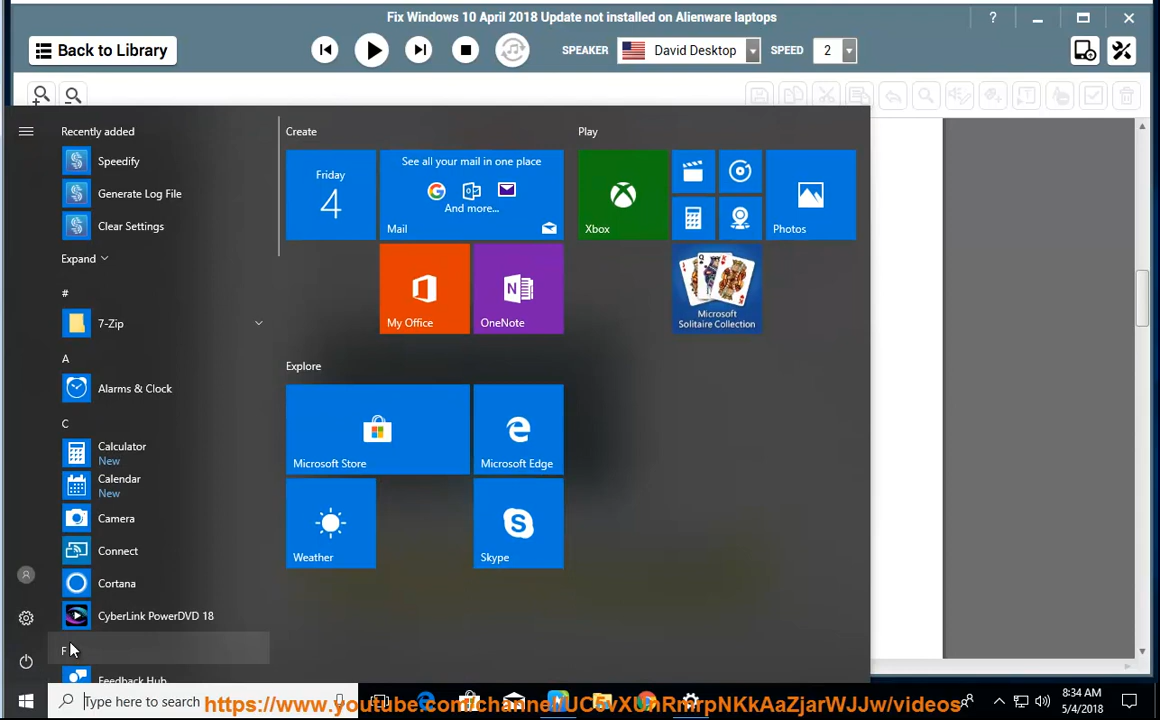 Fix Windows 10 April 2018 Update not installed on Alienware laptops
?
Back to Library
SPEAKER
David Desktop
SPEED
2
Recently added
Speedify
Generate Log File
Clear Settings
Expand
#
7-Zip
A
Alarms & Clock
C
Calculator
New
Calendar
New
Camera
Connect
Cortana
CyberLink PowerDVD 18
F
Feedback Hub
Create
Friday
4
See all your mail in one place
And more...
Mail
My Office
OneNote
Play
Xbox
Photos
Microsoft
Solitaire Collection
Explore
Microsoft Store
Microsoft Edge
Weather
Skype
Type here to search
8:34 AM
5/4/2018